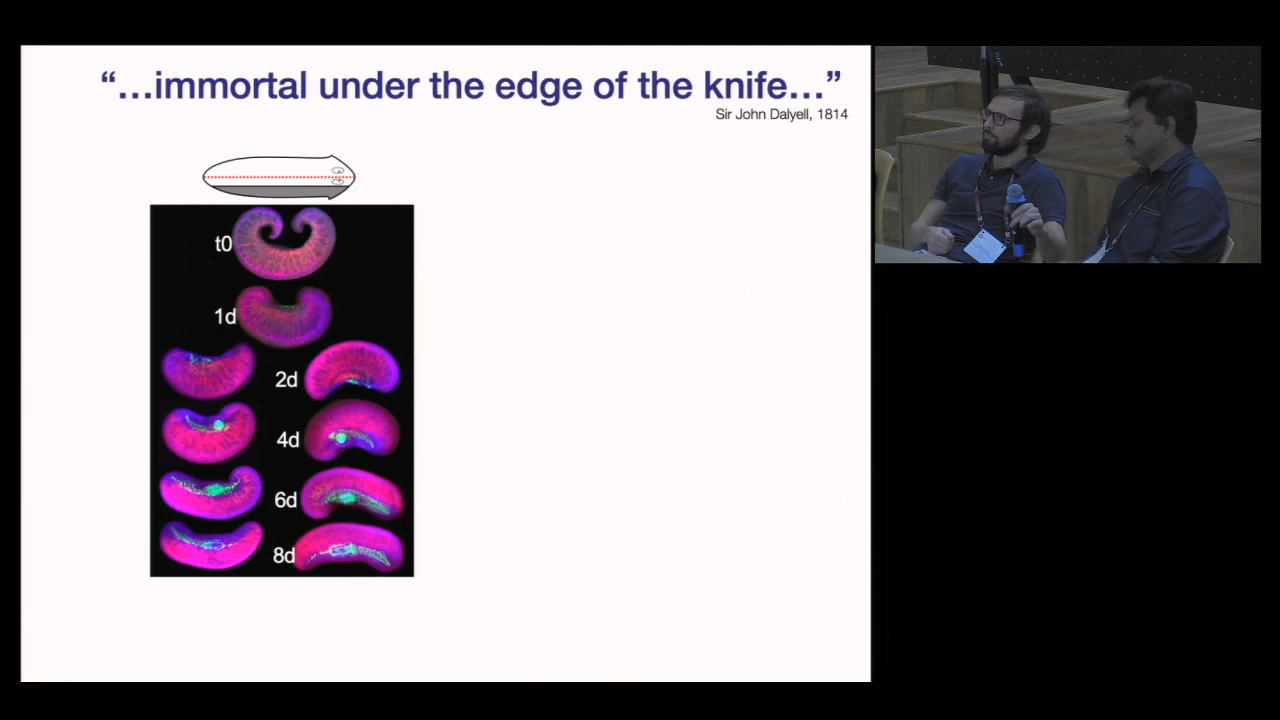 “…immortal under the edge of the knife…”
Sir John Dalyell, 1814
t0
1d
2d
4d
6d
8d